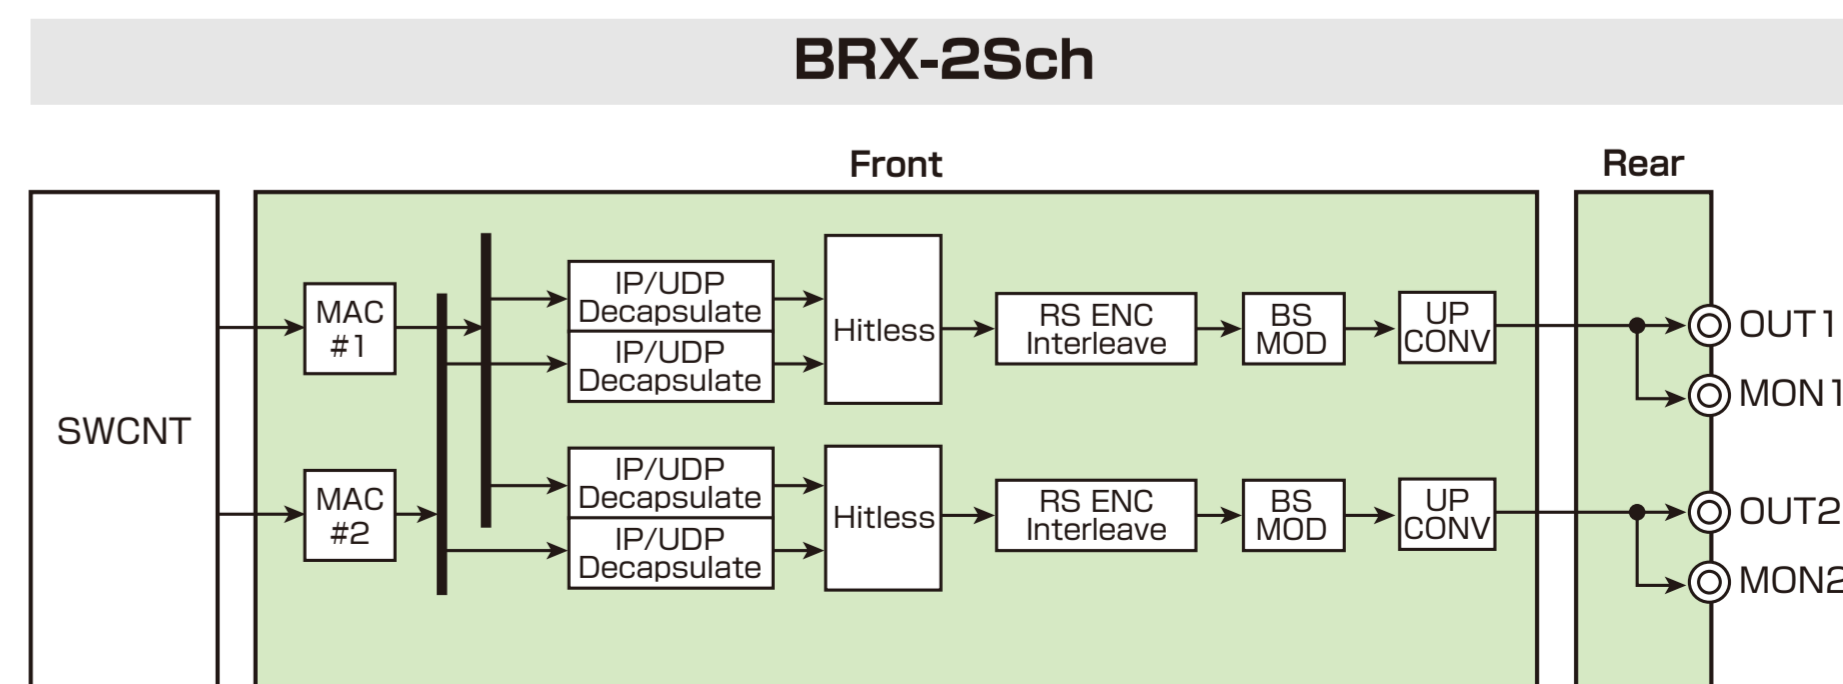 BRX-2Sch
Front
Rear
SWCNT
MAC
#1
IP/UDP
Decapsulate
IP/UDP
Decapsulate
Hitless
RS ENC
Interleave
BS
MOD
UP
CONV
OUT1
MON1
MAC
#2
IP/UDP
Decapsulate
IP/UDP
Decapsulate
Hitless
RS ENC
Interleave
BS
MOD
UP
CONV
OUT2
MON2